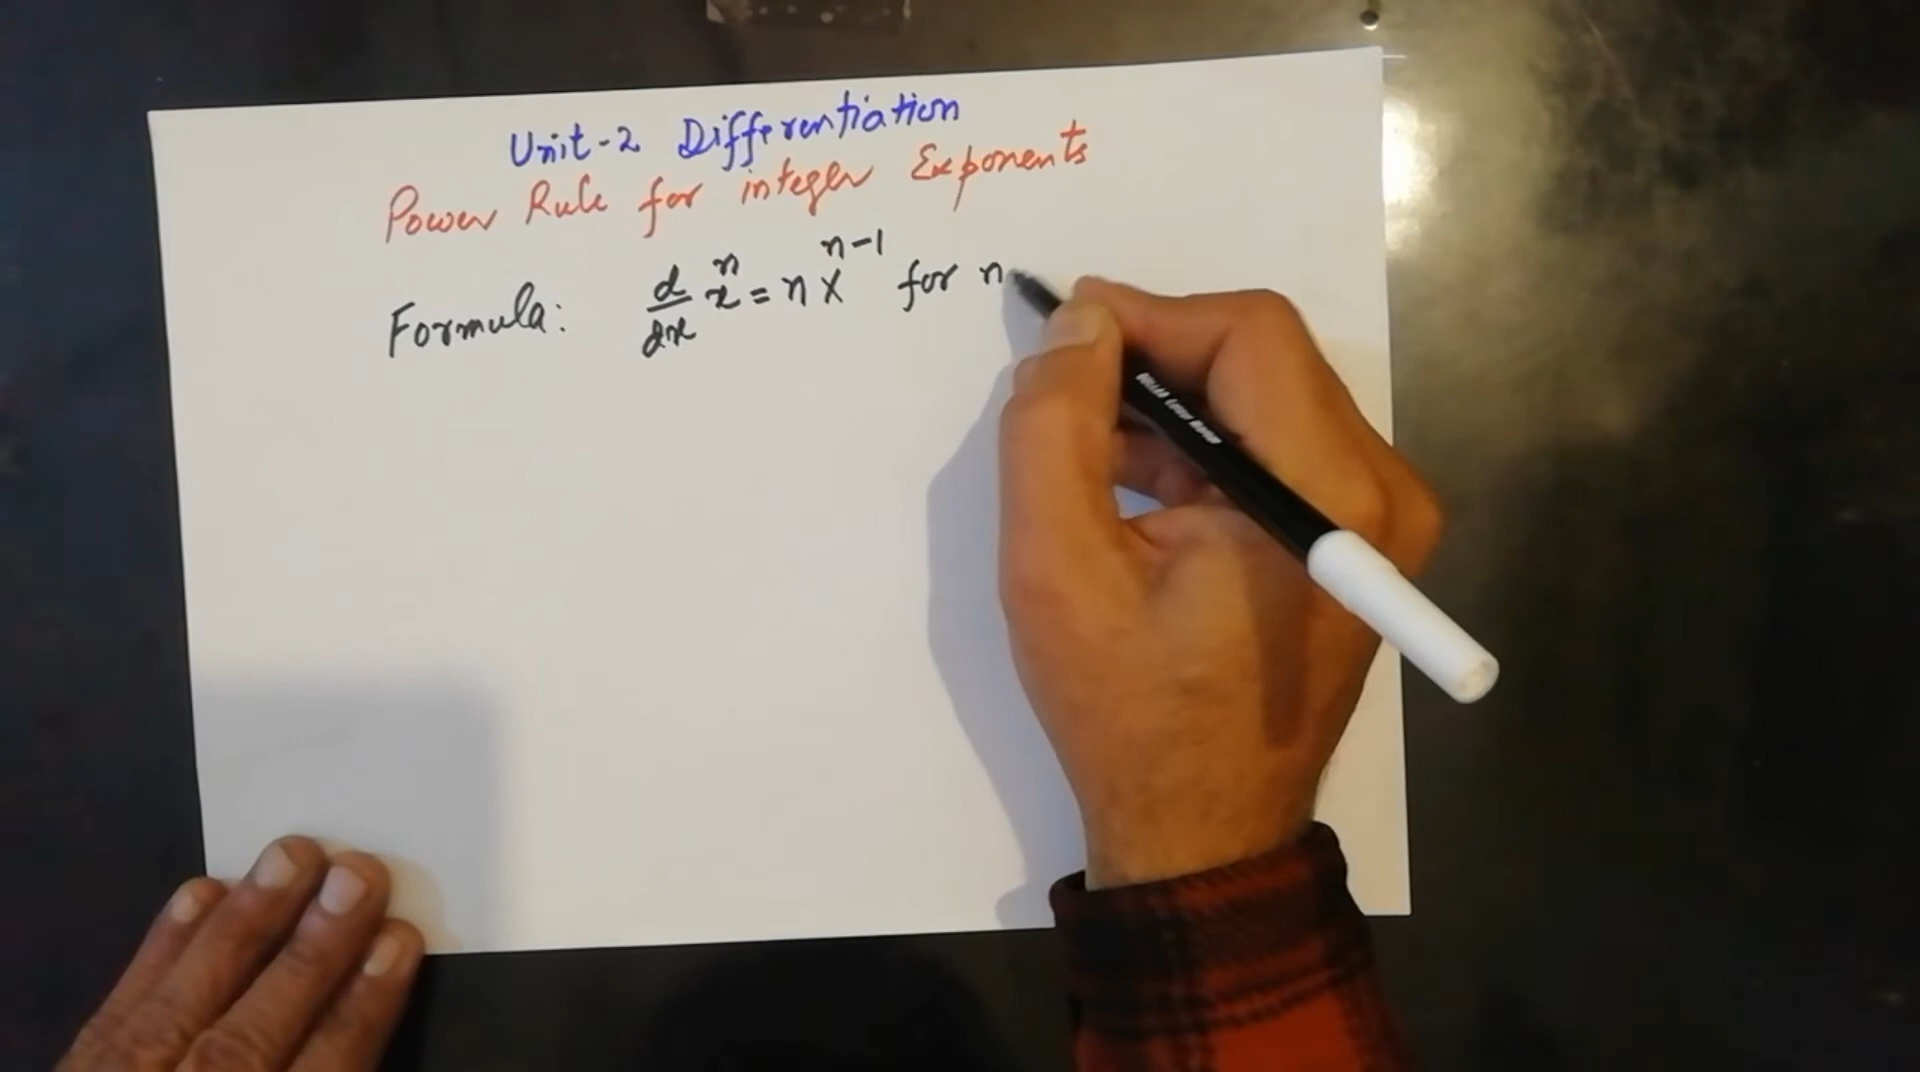 Unit-2 Differentiation
Power Rule for integer Exponents
Formula: d/dx x^n = n x^(n-1) for n